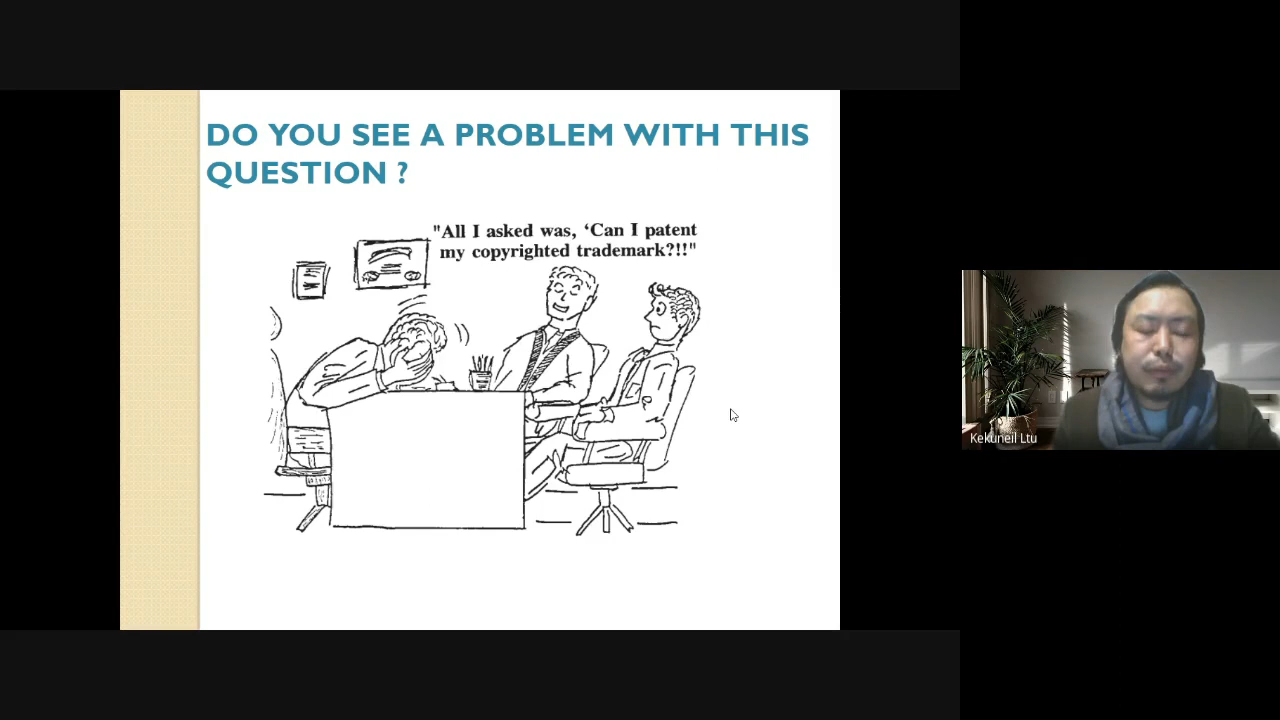 DO YOU SEE A PROBLEM WITH THIS
QUESTION ?
"All I asked was, ‘Can I patent
my copyrighted trademark?!!"
Kekuneil Ltu